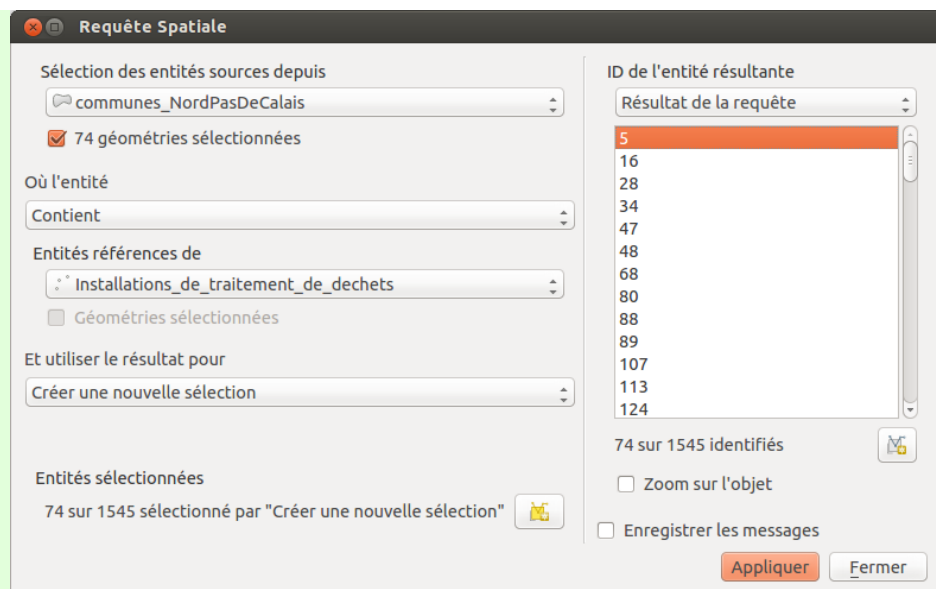 Requête Spatiale
Sélection des entités sources depuis
communes_NordPasDeCalais
74 géométries sélectionnées
Où l'entité
Contient
Entités références de
Installations_de_traitement_de_dechets
Géométries sélectionnées
Et utiliser le résultat pour
Créer une nouvelle sélection
Entités sélectionnées
74 sur 1545 sélectionné par "Créer une nouvelle sélection"
ID de l'entité résultante
Résultat de la requête
5
16
28
34
47
48
68
80
88
89
107
113
124
74 sur 1545 identifiés
Zoom sur l'objet
Enregistrer les messages
Appliquer
Fermer